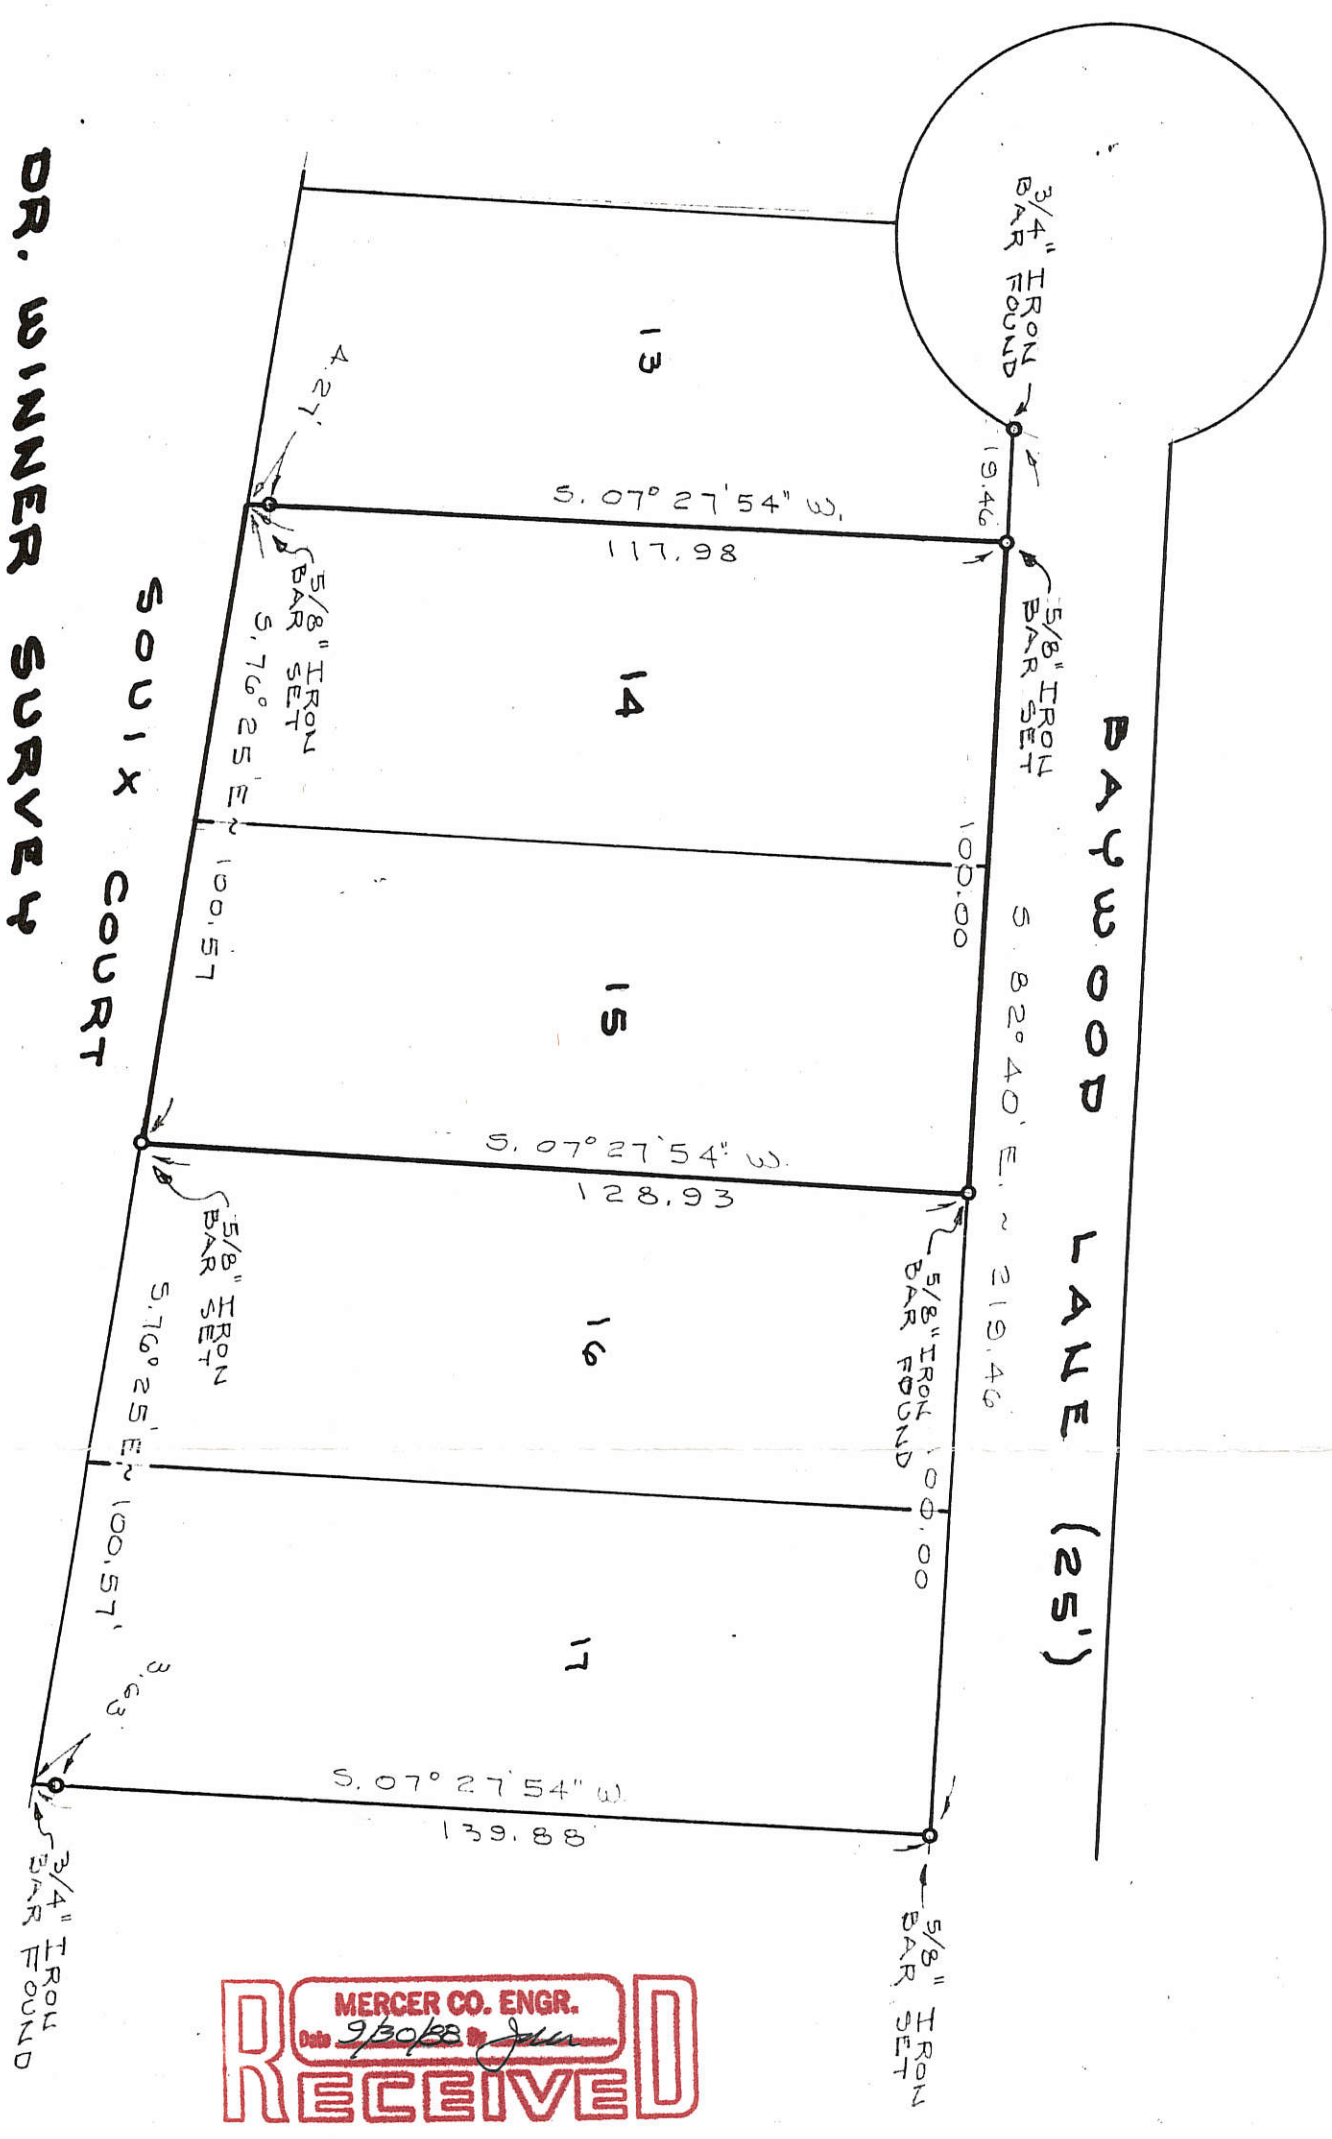 BAYWOOD LANE (25')
3/4" IRON
BAR FOUND
19.46
5/8" IRON
BAR SET
S. 82° 40' E. ~ 219.46
100.00
5/8" IRON
BAR FOUND
100.00
5/8" IRON
BAR SET
13
14
15
16
17
S. 07° 27' 54" W.
117.98
S. 07° 27' 54" W.
128.93
S. 07° 27' 54" W.
139.88
4.27'
5/8" IRON
BAR SET
S. 76° 25' E ~ 100.57
5/8" IRON
BAR SET
S. 76° 25' E ~ 100.57'
3.63
3/4" IRON
BAR FOUND
SOUIX COURT
DR. WINNER SURVEY
MERCER CO. ENGR.
Date 9/30/88 By John
RECEIVED